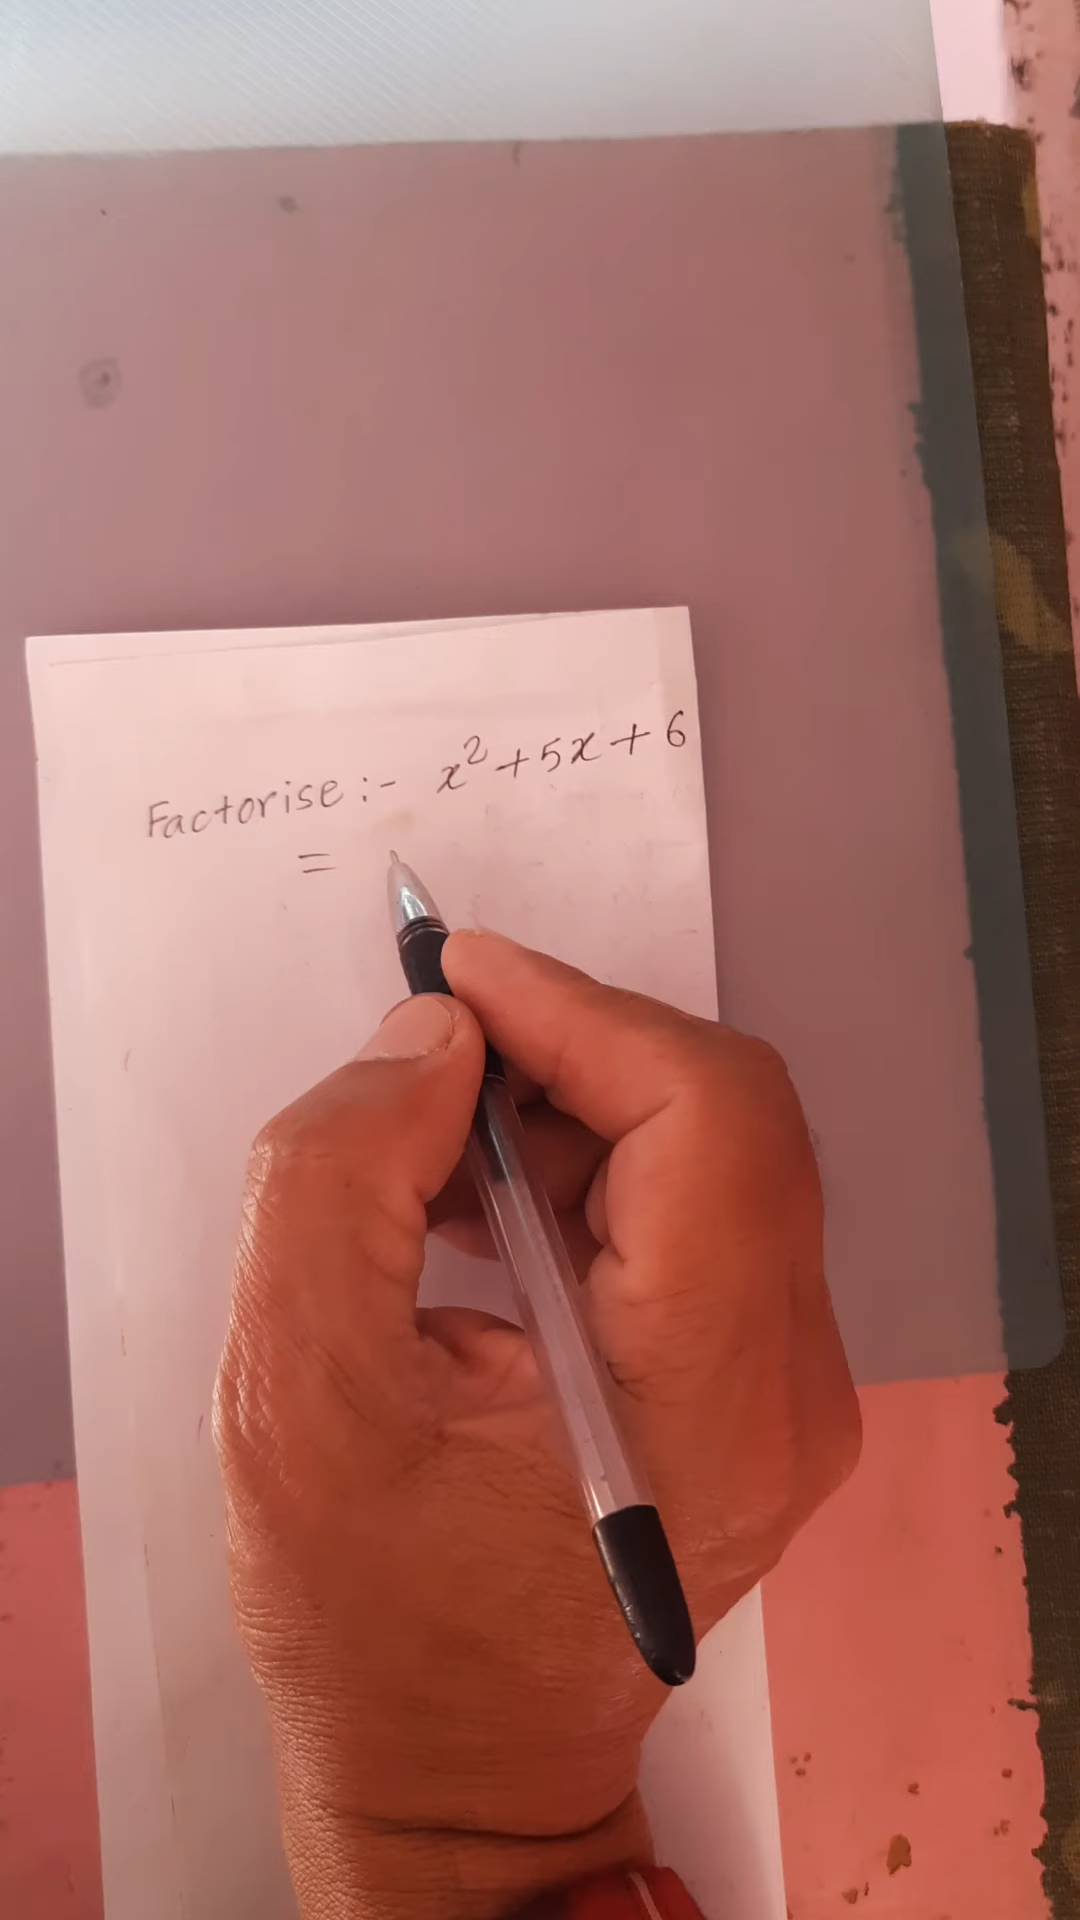 Factorise :- x² + 5x + 6
=